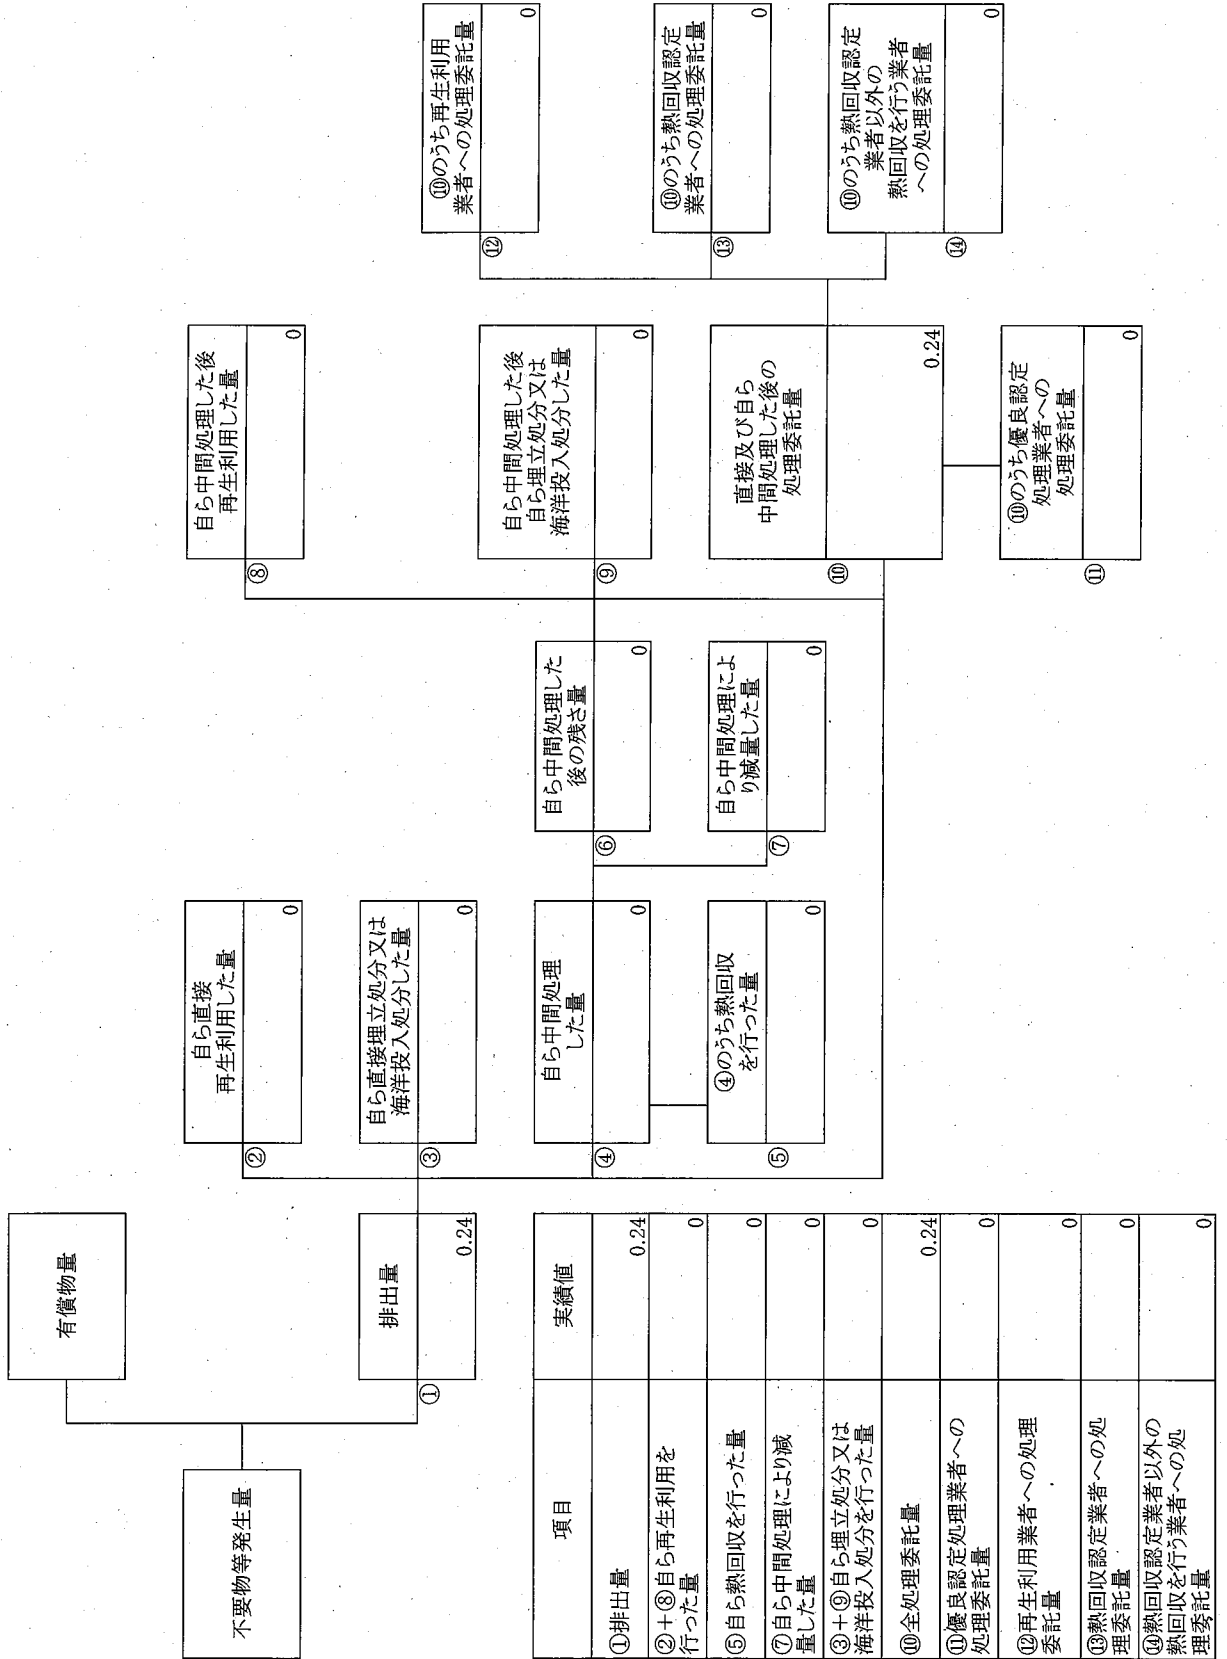 不要物等発生量
有償物量
①
排出量
0.24
②
自ら直接
再生利用した量
0
③
自ら直接埋立処分又は
海洋投入処分した量
0
④
自ら中間処理
した量
0
⑤
④のうち熱回収
を行った量
0
⑥
自ら中間処理した
後の残さ量
0
⑦
自ら中間処理によ
り減量した量
0
⑧
自ら中間処理した後
再生利用した量
0
⑨
自ら中間処理した後
自ら埋立処分又は
海洋投入処分した量
0
⑩
直接及び自ら
中間処理した後の
処理委託量
0.24
⑪
⑩のうち優良認定
処理業者への
処理委託量
0
⑫
⑩のうち再生利用
業者への処理委託量
0
⑬
⑩のうち熱回収認定
業者への処理委託量
0
⑭
⑩のうち熱回収認定
業者以外の
熱回収を行う業者
への処理委託量
0
項目 実績値
①排出量 0.24
②+⑧自ら再生利用を
行った量 0
⑤自ら熱回収を行った量 0
⑦自ら中間処理により減
量した量 0
③+⑨自ら埋立処分又は
海洋投入処分を行った量 0
⑩全処理委託量 0.24
⑪優良認定処理業者への
処理委託量 0
⑫再生利用業者への処理
委託量 0
⑬熱回収認定業者への処
理委託量 0
⑭熱回収認定業者以外の
熱回収を行う業者への処
理委託量 0